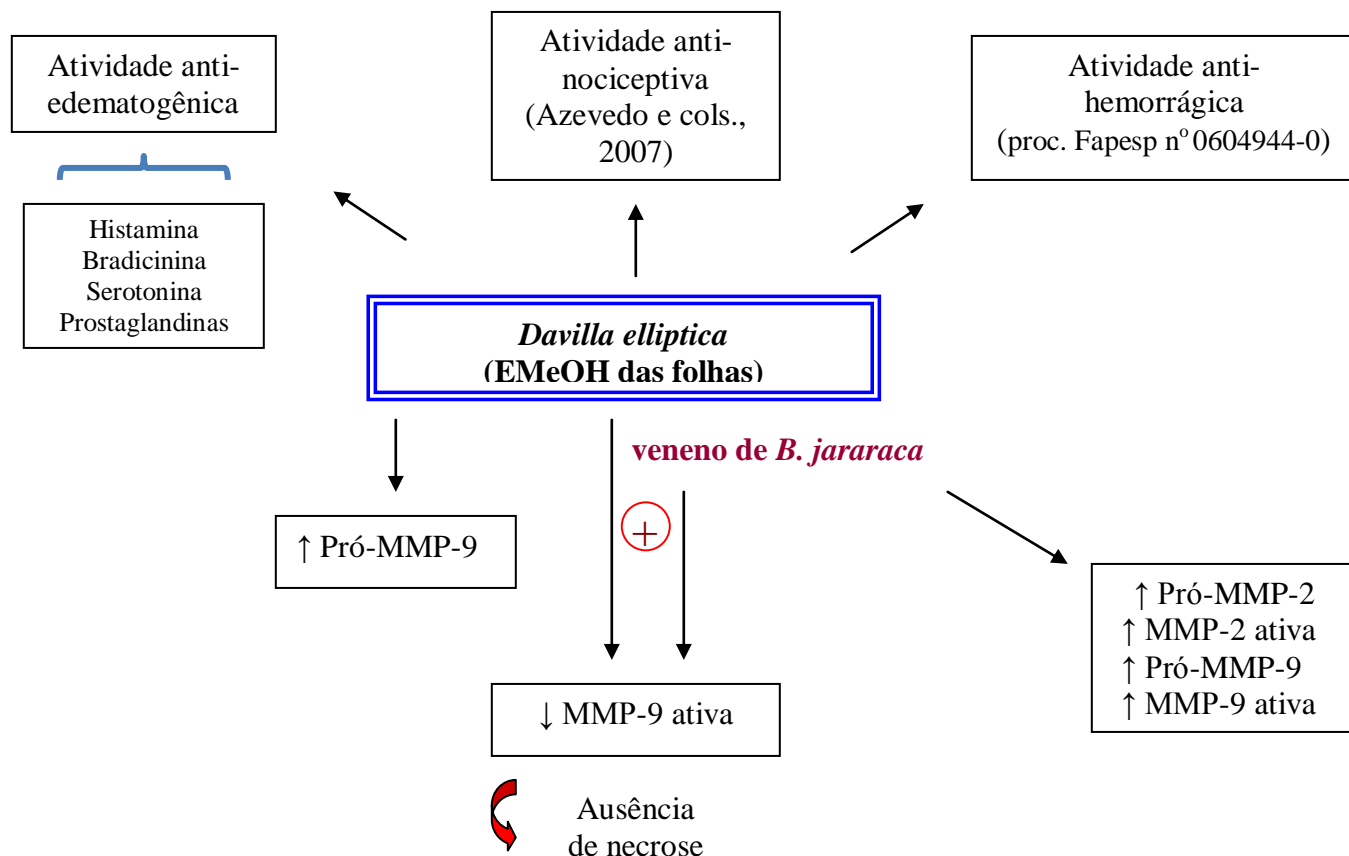 Atividade anti-
edematogênica
Histamina
Bradicinina
Serotonina
Prostaglandinas
Atividade anti-
nociceptiva
(Azevedo e cols.,
2007)
Atividade anti-
hemorrágica
(proc. Fapesp nº 0604944-0)
Davilla elliptica
(EMeOH das folhas)
veneno de B. jararaca
+
↑ Pró-MMP-9
↓ MMP-9 ativa
Ausência
de necrose
↑ Pró-MMP-2
↑ MMP-2 ativa
↑ Pró-MMP-9
↑ MMP-9 ativa